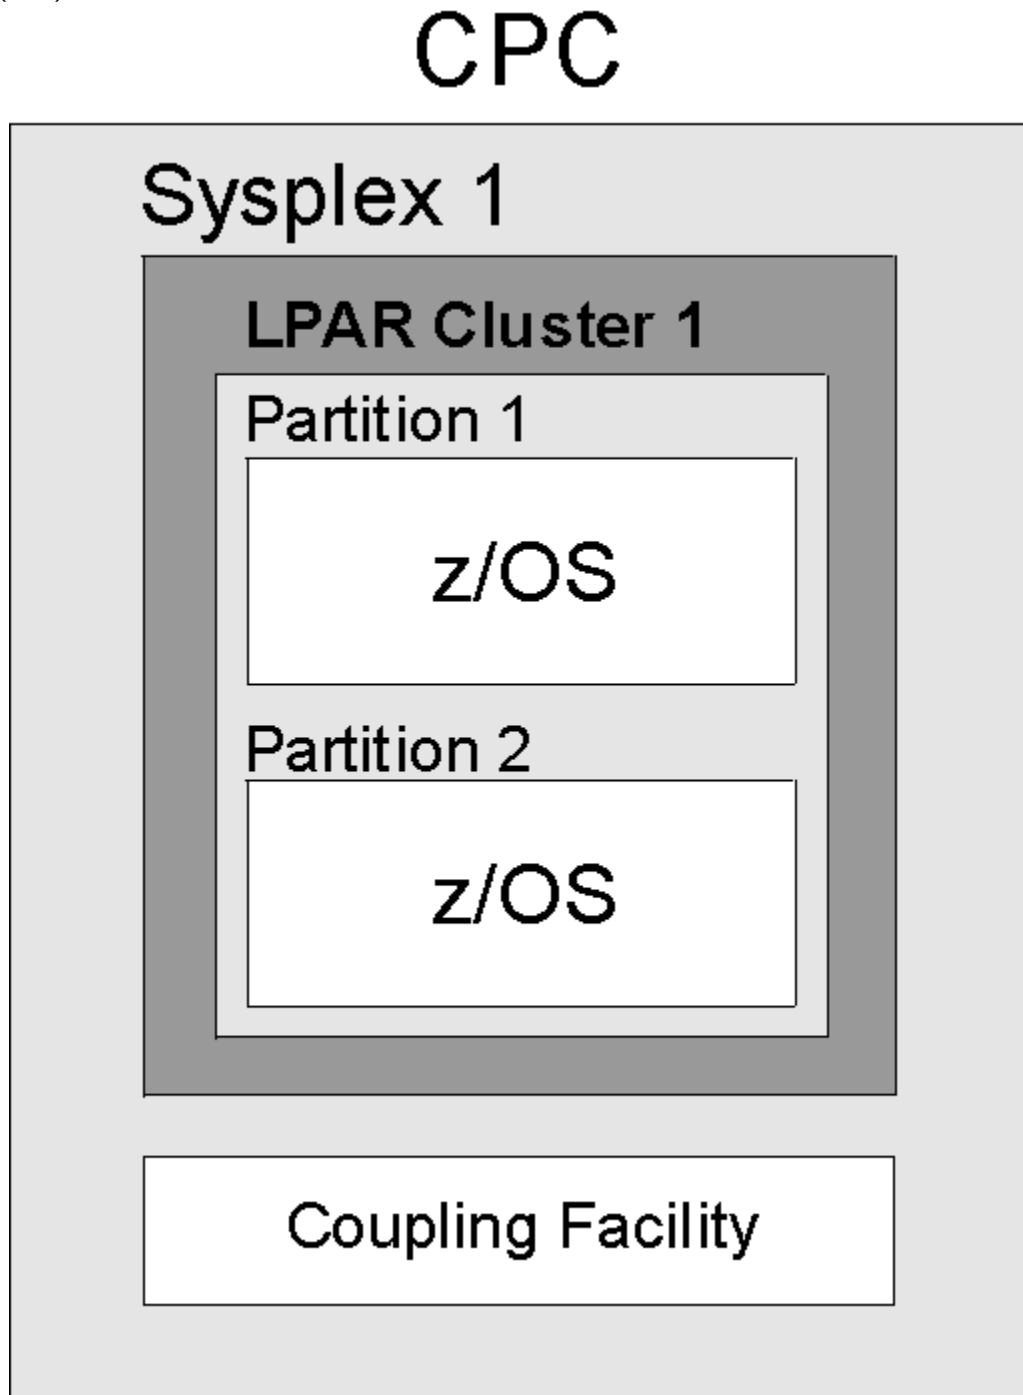 CPC
Sysplex 1
LPAR Cluster 1
Partition 1
z/OS
Partition 2
z/OS
Coupling Facility